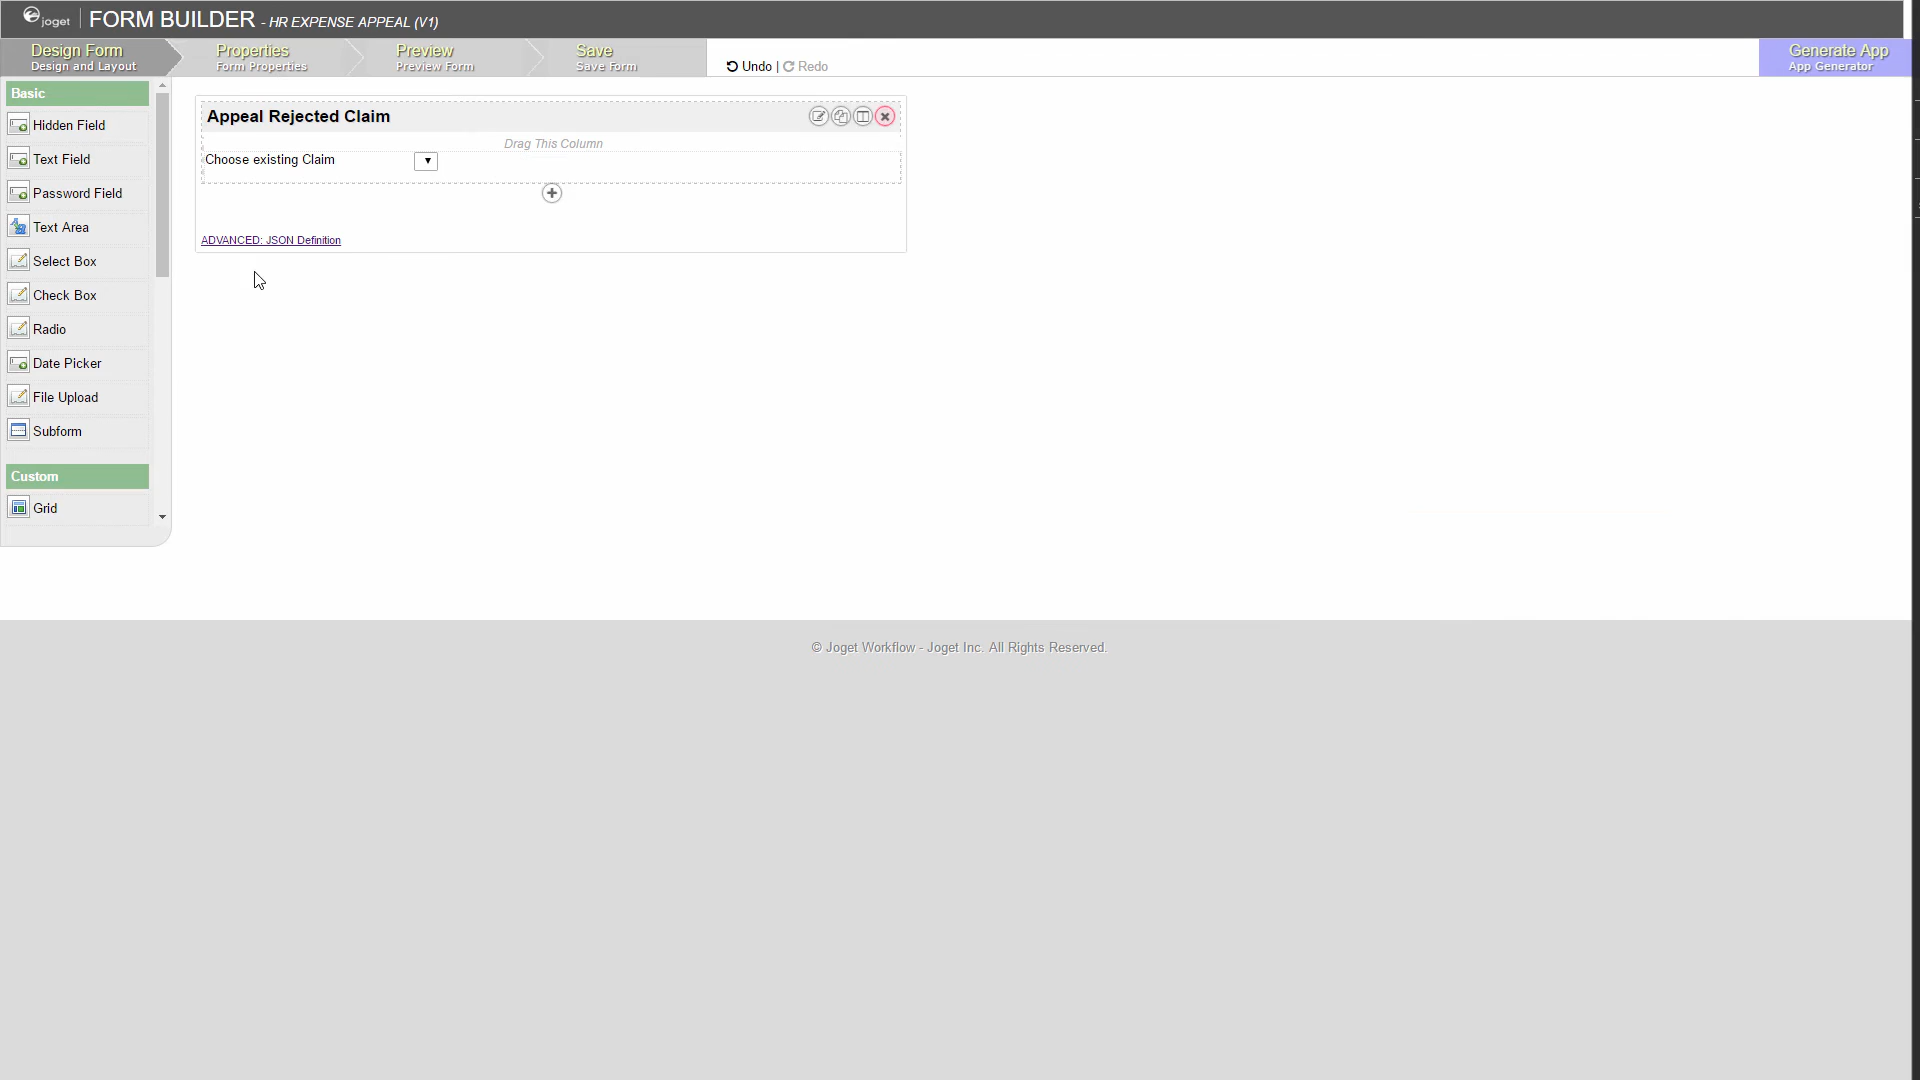 joget FORM BUILDER - HR EXPENSE APPEAL (V1)
Design Form
Design and Layout
Properties
Form Properties
Preview
Preview Form
Save
Save Form
Undo | Redo
Generate App
App Generator
Basic
Hidden Field
Text Field
Password Field
Text Area
Select Box
Check Box
Radio
Date Picker
File Upload
Subform
Custom
Grid
Appeal Rejected Claim
Drag This Column
Choose existing Claim
ADVANCED: JSON Definition
© Joget Workflow - Joget Inc. All Rights Reserved.